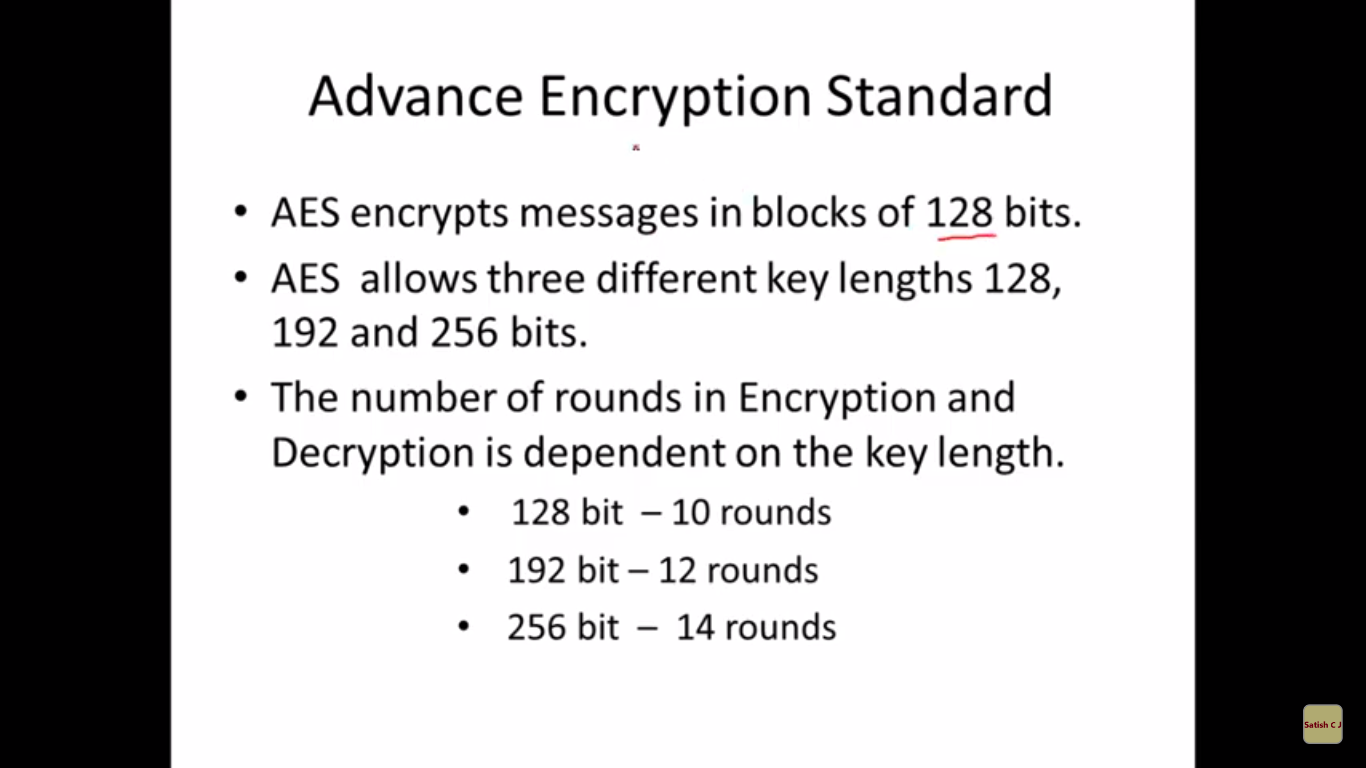 Advance Encryption Standard
• AES encrypts messages in blocks of 128 bits.
• AES allows three different key lengths 128,
192 and 256 bits.
• The number of rounds in Encryption and
Decryption is dependent on the key length.
• 128 bit – 10 rounds
• 192 bit – 12 rounds
• 256 bit – 14 rounds
Satish C J